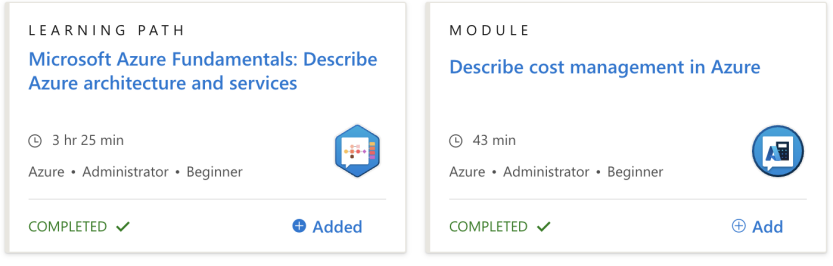 LEARNING PATH
Microsoft Azure Fundamentals: Describe
Azure architecture and services
3 hr 25 min
Azure • Administrator • Beginner
COMPLETED ✓
Added
MODULE
Describe cost management in Azure
43 min
Azure • Administrator • Beginner
COMPLETED ✓
Add